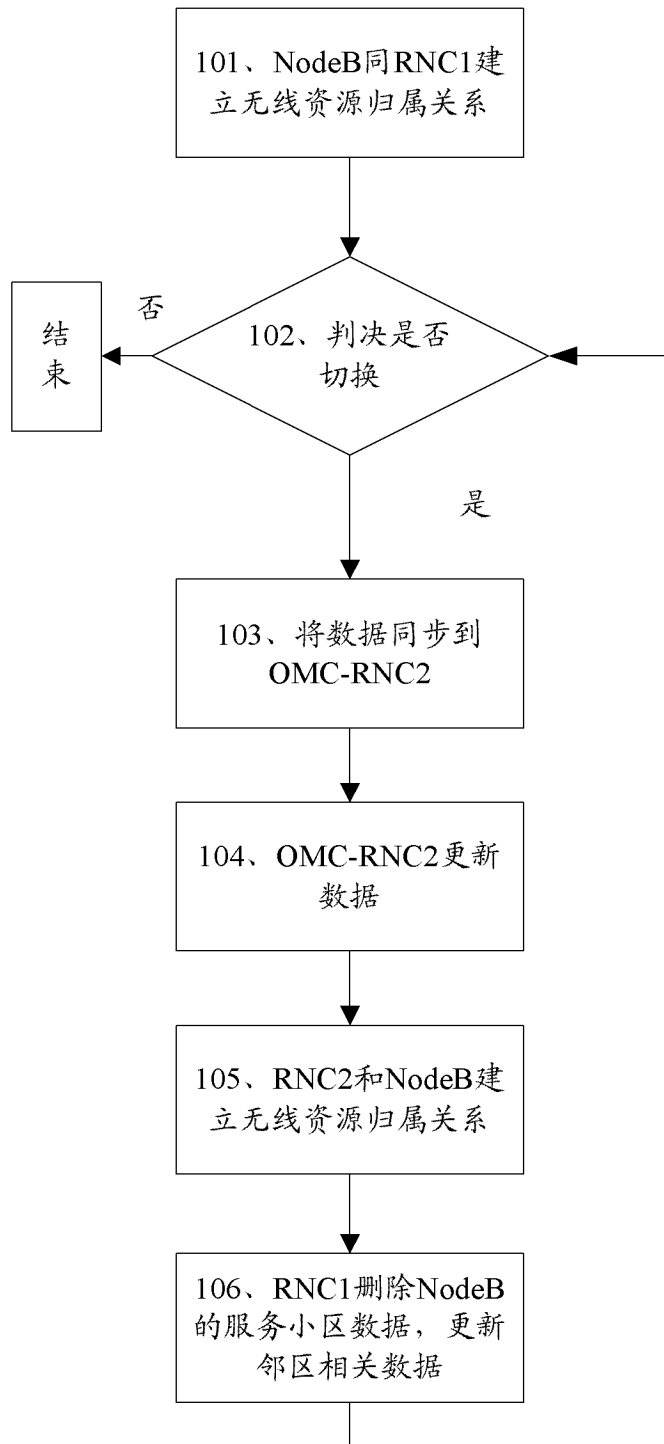 101、NodeB同RNC1建
立无线资源归属关系
否
结
束
102、判决是否
切换
是
103、将数据同步到
OMC-RNC2
104、OMC-RNC2更新
数据
105、RNC2和NodeB建
立无线资源归属关系
106、RNC1删除NodeB
的服务小区数据，更新
邻区相关数据